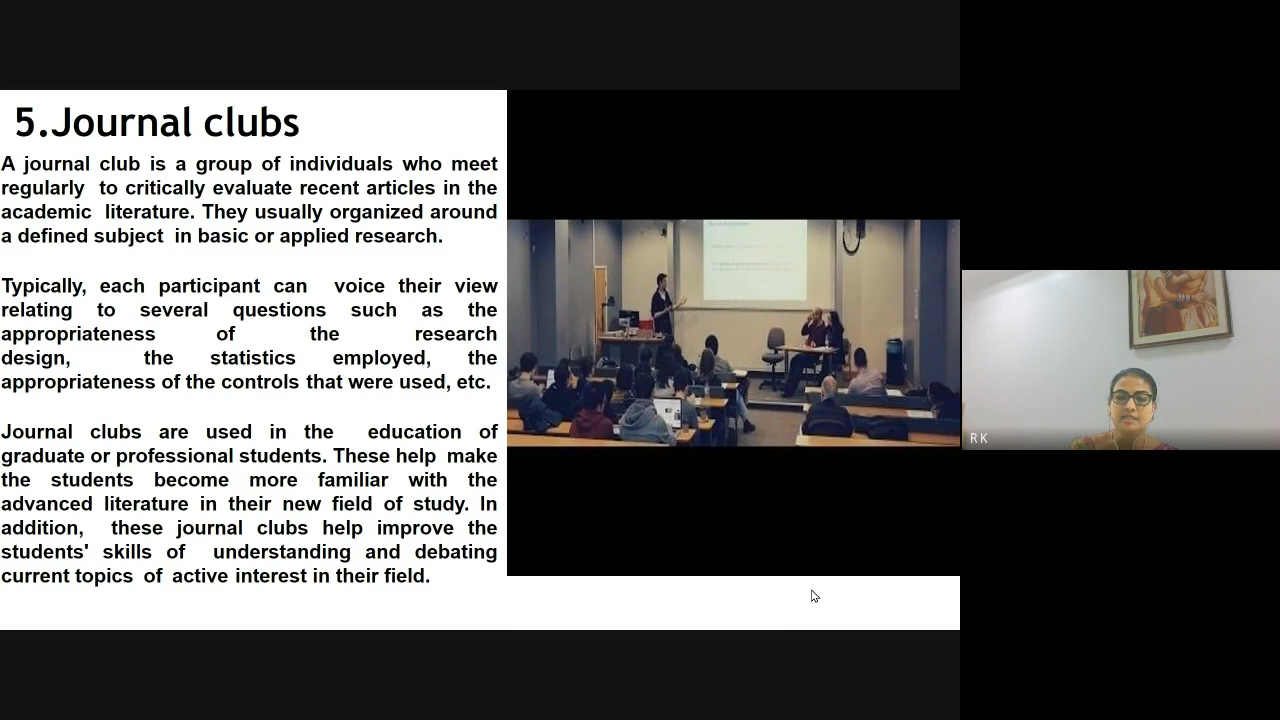 5.Journal clubs
A journal club is a group of individuals who meet
regularly to critically evaluate recent articles in the
academic literature. They usually organized around
a defined subject in basic or applied research.
Typically, each participant can voice their view
relating to several questions such as the
appropriateness of the research
design, the statistics employed, the
appropriateness of the controls that were used, etc.
Journal clubs are used in the education of
graduate or professional students. These help make
the students become more familiar with the
advanced literature in their new field of study. In
addition, these journal clubs help improve the
students' skills of understanding and debating
current topics of active interest in their field.
RK